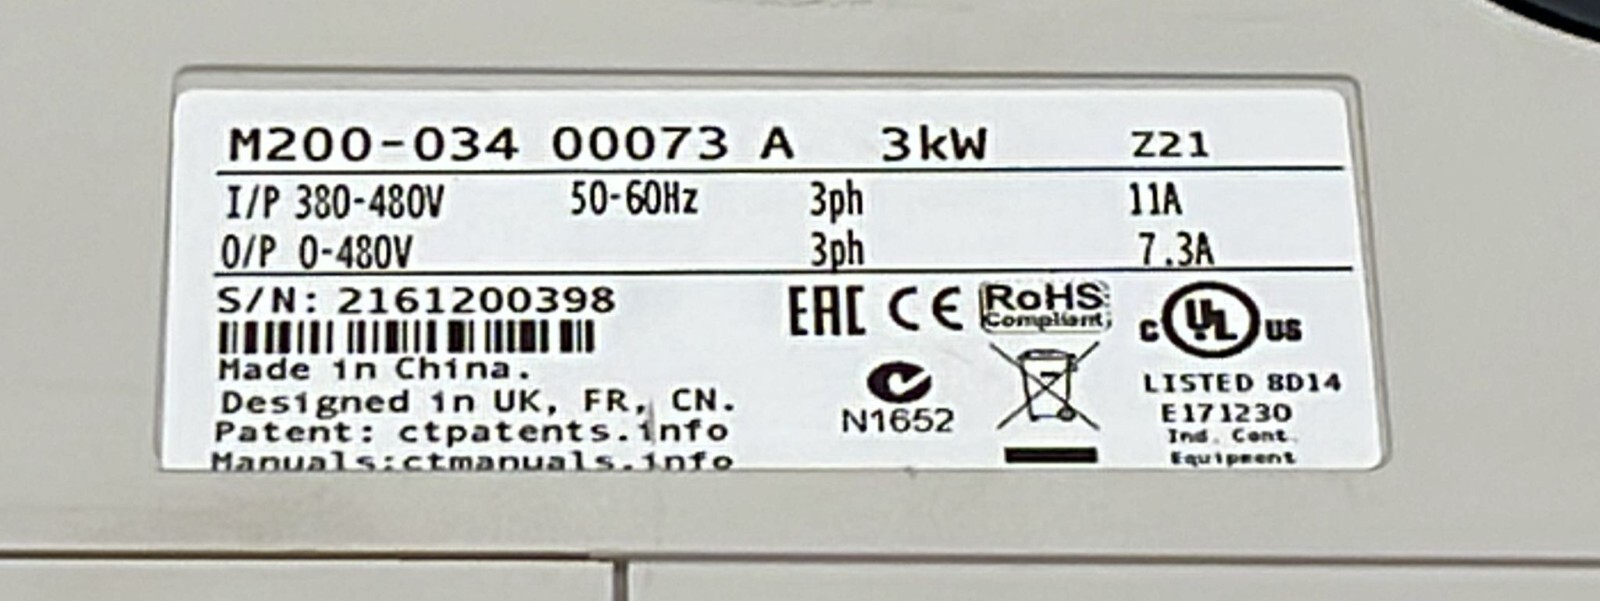 M200-034 00073 A 3kW Z21
I/P 380-480V 50-60Hz 3ph 11A
O/P 0-480V 3ph 7.3A
S/N: 2161200398
Made in China.
Designed in UK, FR, CN.
Patent: ctpatents.info
Manuals:ctmanuals.info
EAC CE RoHS
Compliant
N1652
c UL us
LISTED 8D14
E171230
Ind. Cont.
Equipment